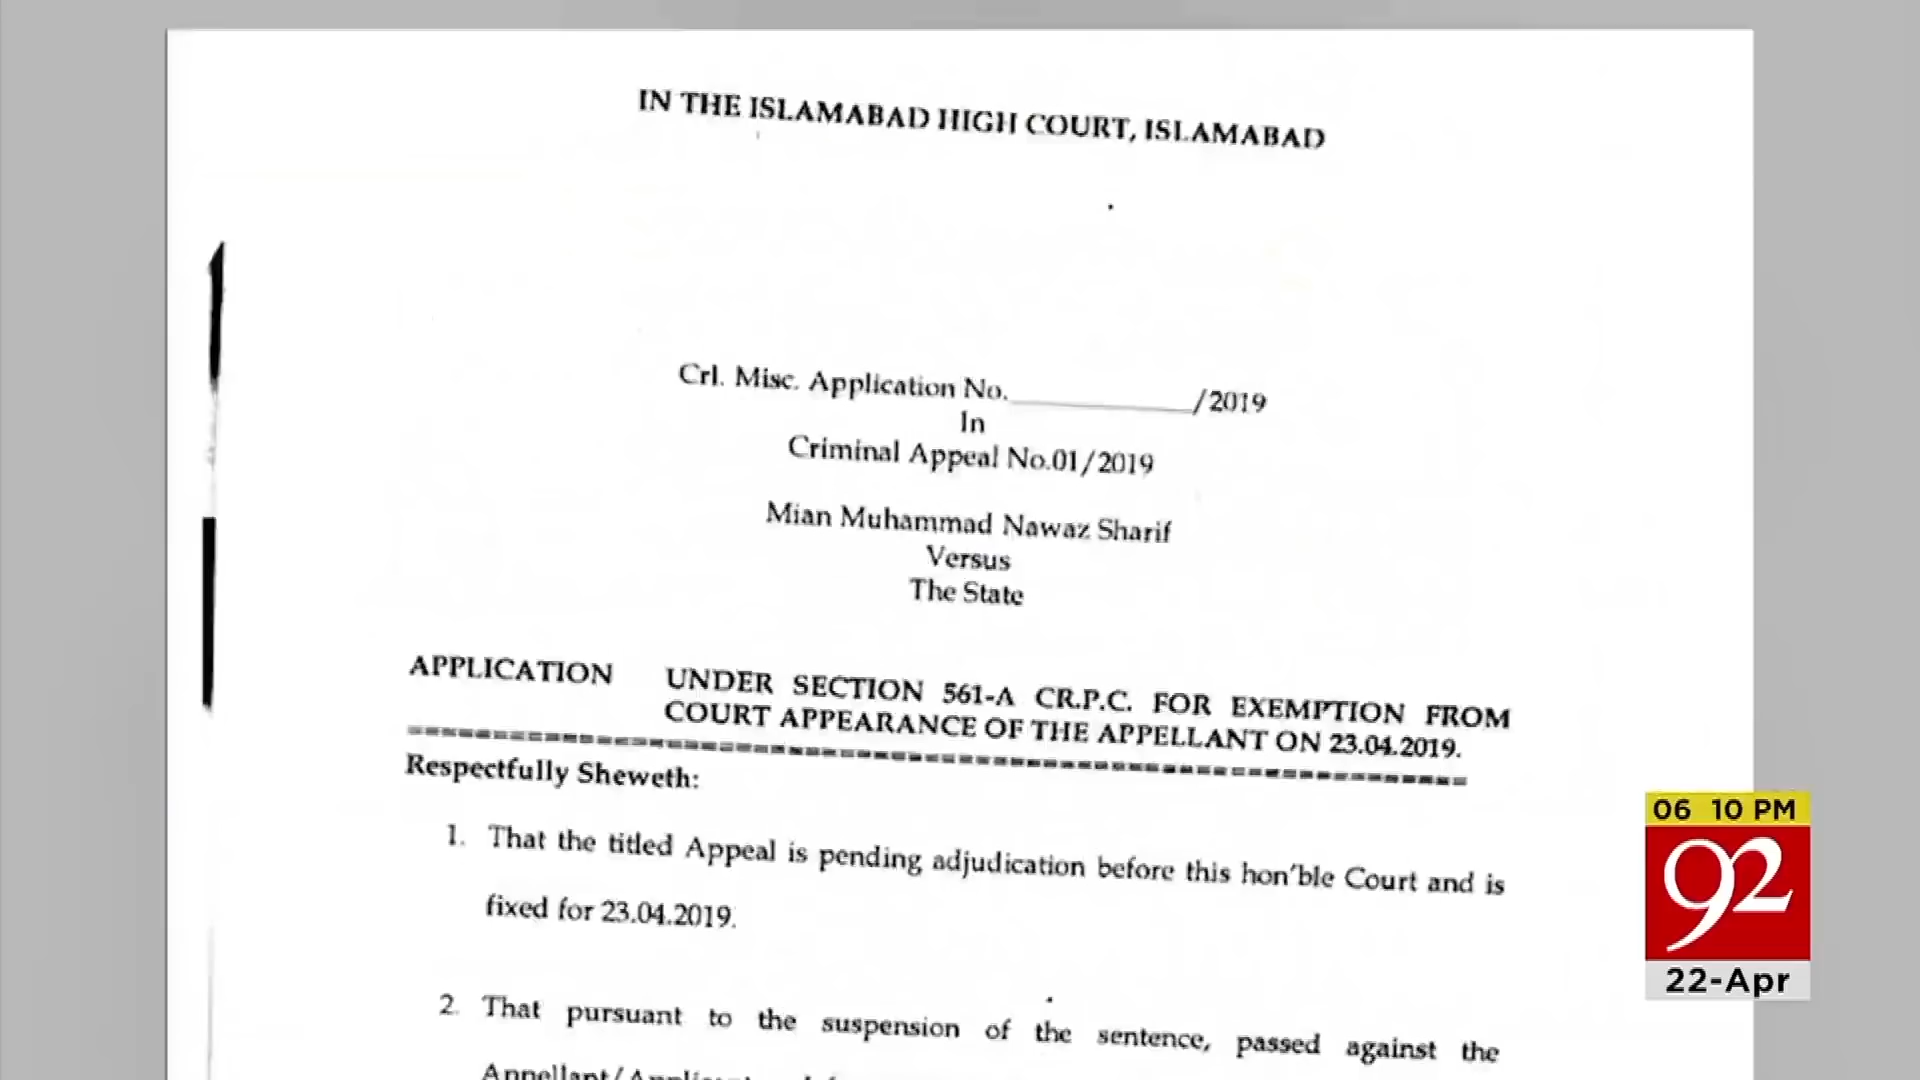 IN THE ISLAMABAD HIGH COURT, ISLAMABAD
Crl. Misc. Application No.____________/2019
In
Criminal Appeal No.01/2019
Mian Muhammad Nawaz Sharif
Versus
The State
APPLICATION UNDER SECTION 561-A CR.P.C. FOR EXEMPTION FROM
COURT APPEARANCE OF THE APPELLANT ON 23.04.2019.
Respectfully Sheweth:
1. That the titled Appeal is pending adjudication before this hon'ble Court and is
fixed for 23.04.2019.
2. That pursuant to the suspension of the sentence, passed against the
06 10 PM
92
22-Apr